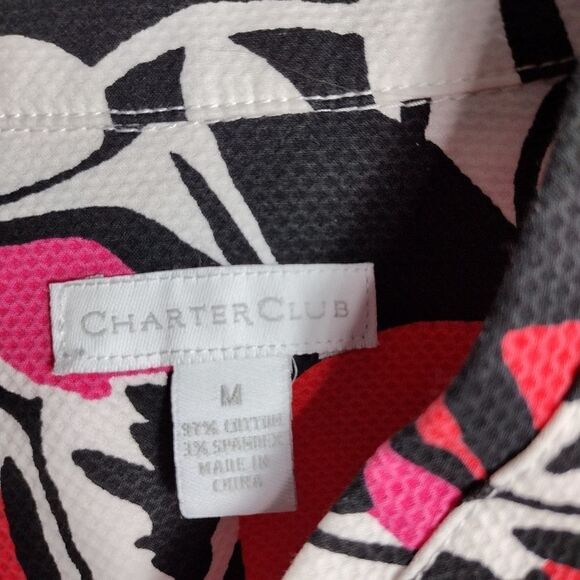 CHARTER CLUB
M
97% COTTON
3% SPANDEX
MADE IN
CHINA